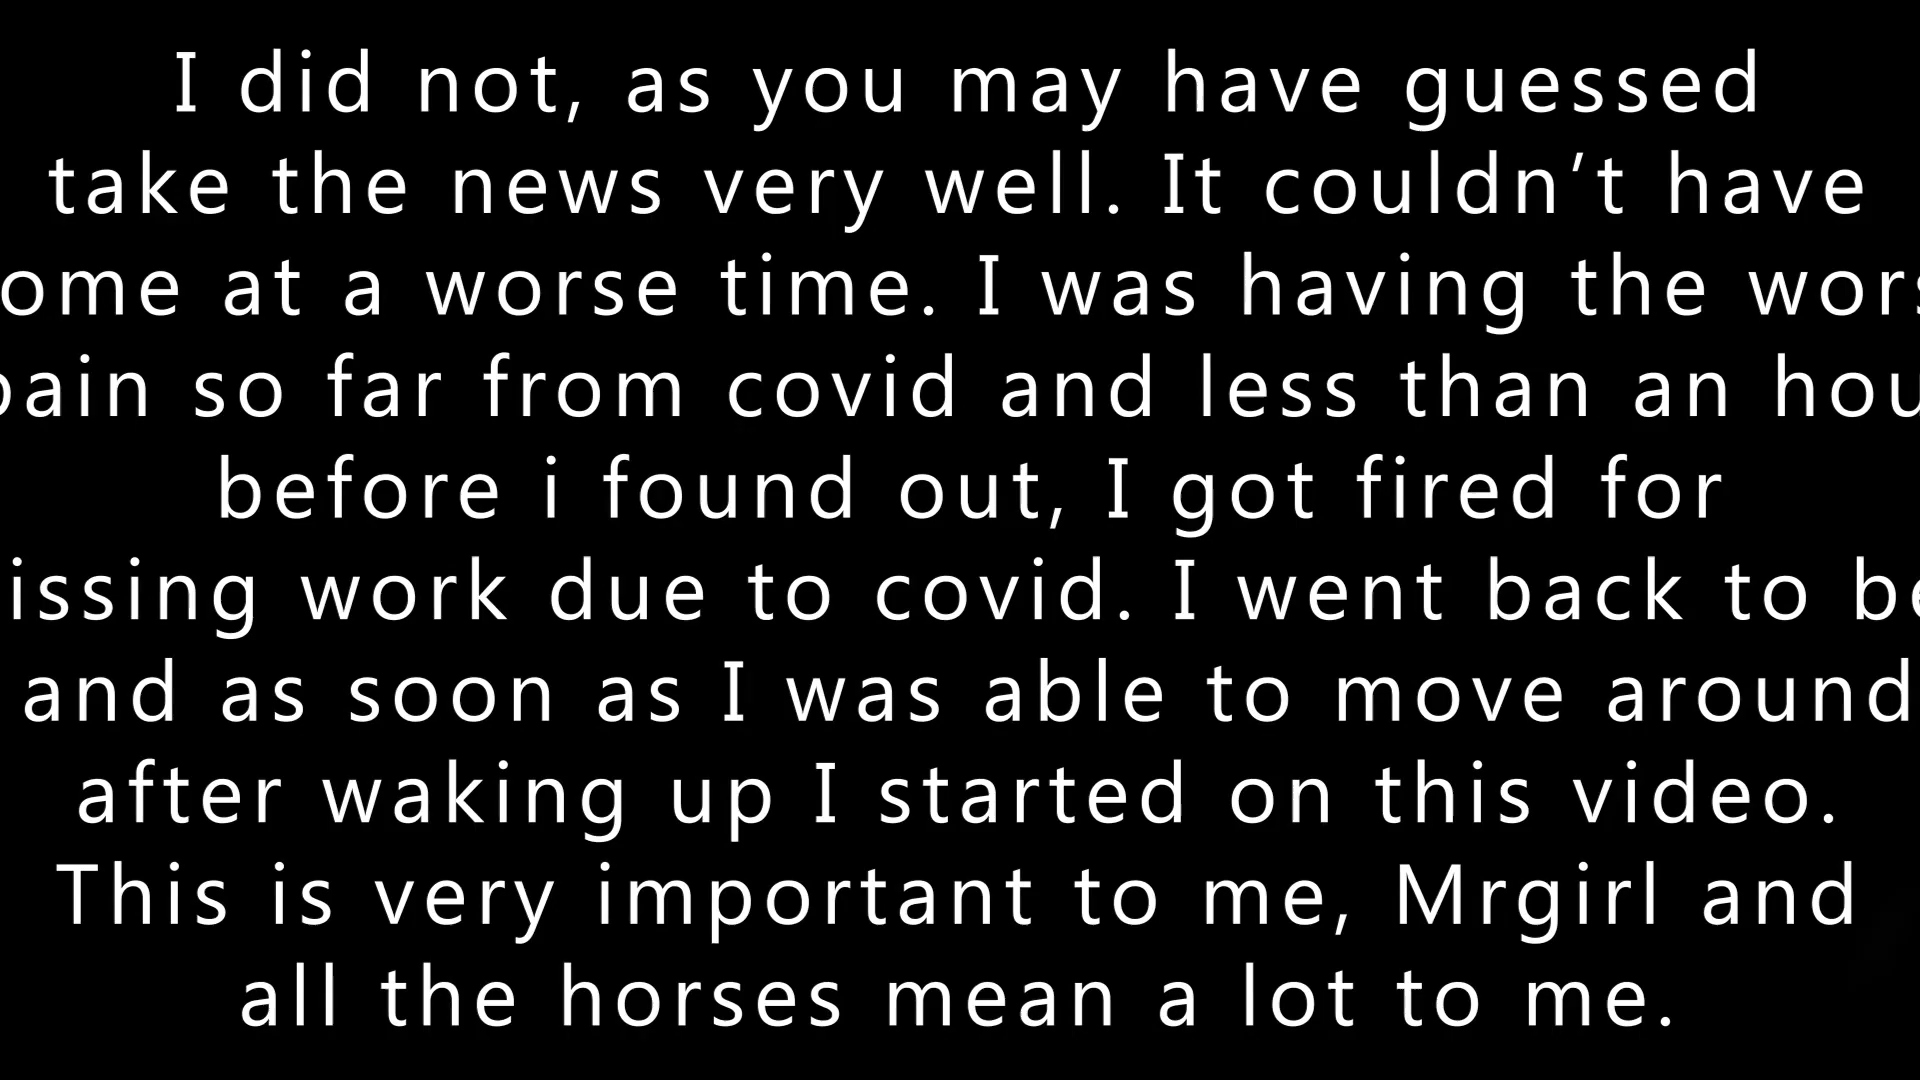 I did not, as you may have guessed
take the news very well. It couldn’t have
ome at a worse time. I was having the wors
pain so far from covid and less than an hou
before i found out, I got fired for
issing work due to covid. I went back to be
and as soon as I was able to move around
after waking up I started on this video.
This is very important to me, Mrgirl and
all the horses mean a lot to me.